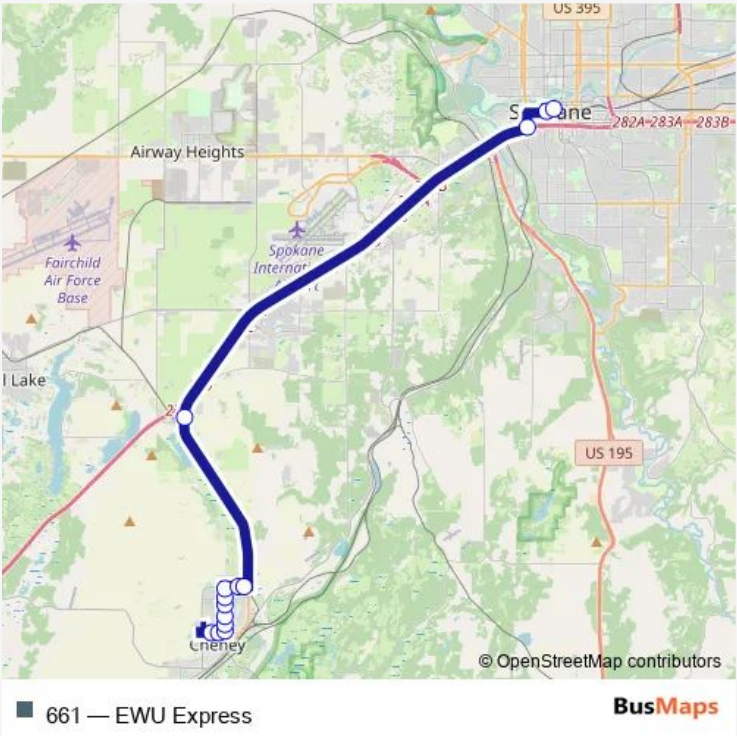 US 395
Spokane
282A 283A 283B
Airway Heights
Fairchild
Air Force
Base
Spokane
l Lake
US 195
Cheney
© OpenStreetMap contributors
661 — EWU Express
BusMaps